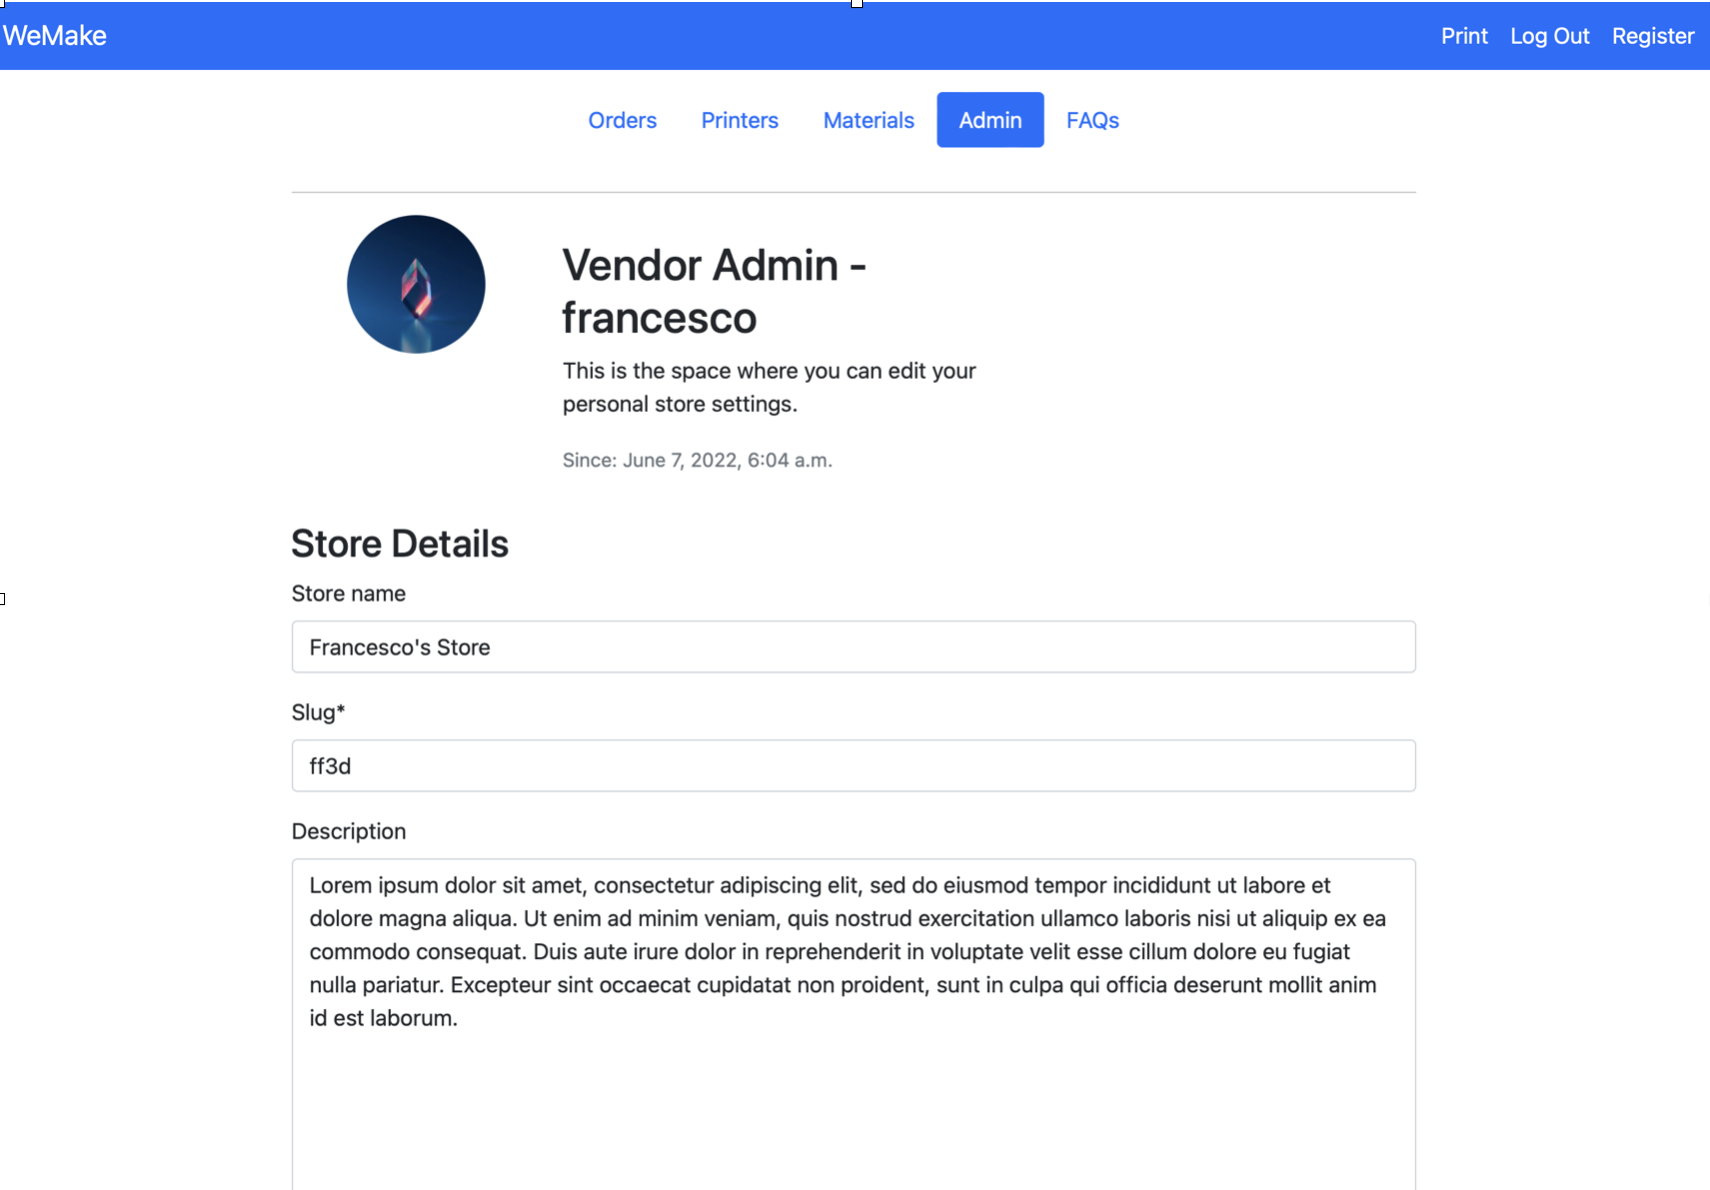 WeMake
Print Log Out Register
Orders Printers Materials Admin FAQs
Vendor Admin -
francesco
This is the space where you can edit your
personal store settings.
Since: June 7, 2022, 6:04 a.m.
Store Details
Store name
Francesco's Store
Slug*
ff3d
Description
Lorem ipsum dolor sit amet, consectetur adipiscing elit, sed do eiusmod tempor incididunt ut labore et
dolore magna aliqua. Ut enim ad minim veniam, quis nostrud exercitation ullamco laboris nisi ut aliquip ex ea
commodo consequat. Duis aute irure dolor in reprehenderit in voluptate velit esse cillum dolore eu fugiat
nulla pariatur. Excepteur sint occaecat cupidatat non proident, sunt in culpa qui officia deserunt mollit anim
id est laborum.